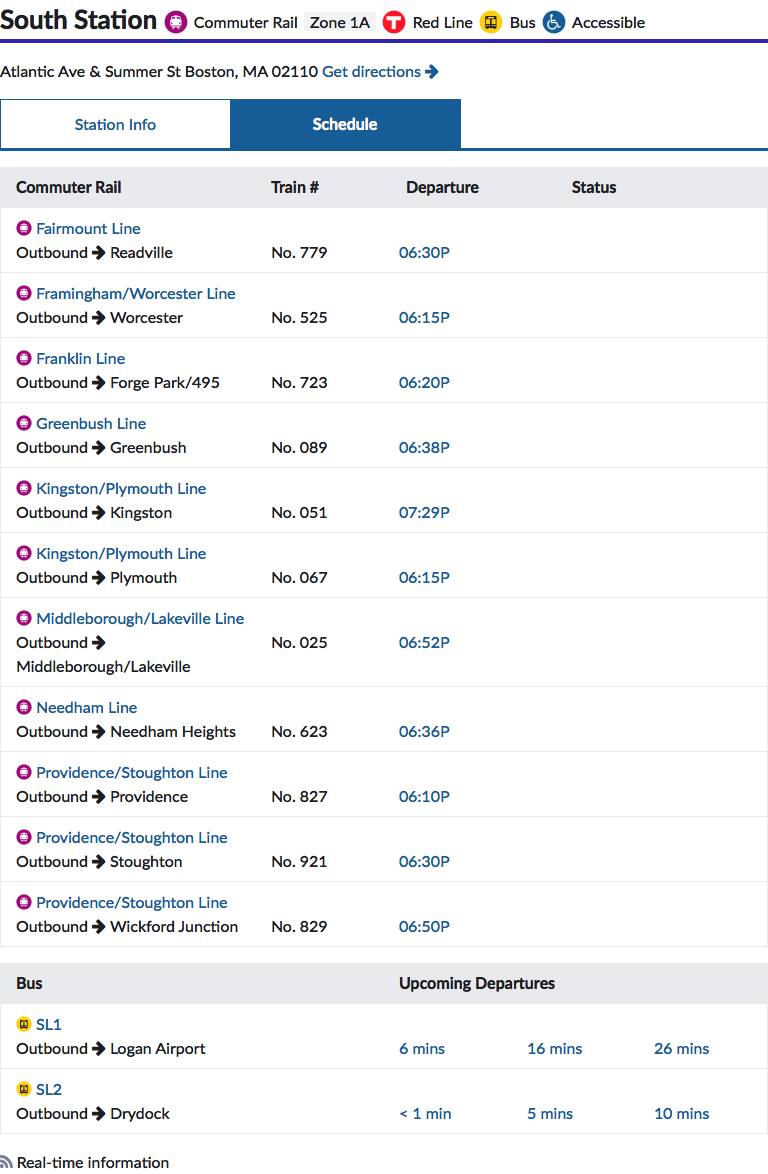 South Station Commuter Rail Zone 1A T Red Line Bus Accessible
Atlantic Ave & Summer St Boston, MA 02110 Get directions
Station Info Schedule
Commuter Rail Train # Departure Status
Fairmount Line
Outbound Readville No. 779 06:30P
Framingham/Worcester Line
Outbound Worcester No. 525 06:15P
Franklin Line
Outbound Forge Park/495 No. 723 06:20P
Greenbush Line
Outbound Greenbush No. 089 06:38P
Kingston/Plymouth Line
Outbound Kingston No. 051 07:29P
Kingston/Plymouth Line
Outbound Plymouth No. 067 06:15P
Middleborough/Lakeville Line
Outbound No. 025 06:52P
Middleborough/Lakeville
Needham Line
Outbound Needham Heights No. 623 06:36P
Providence/Stoughton Line
Outbound Providence No. 827 06:10P
Providence/Stoughton Line
Outbound Stoughton No. 921 06:30P
Providence/Stoughton Line
Outbound Wickford Junction No. 829 06:50P
Bus Upcoming Departures
SL1
Outbound Logan Airport 6 mins 16 mins 26 mins
SL2
Outbound Drydock < 1 min 5 mins 10 mins
Real-time information